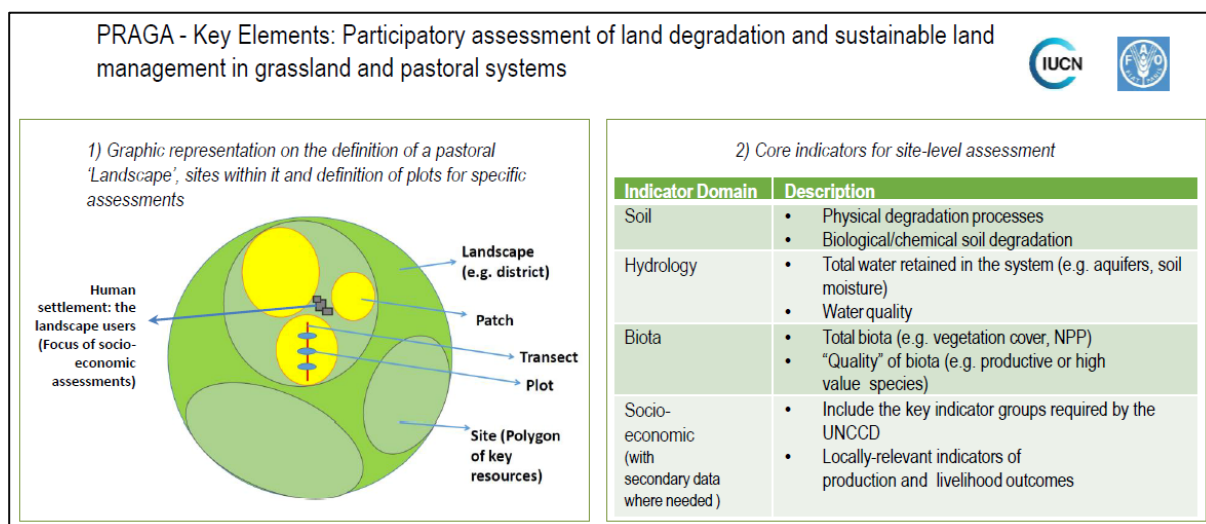 PRAGA - Key Elements: Participatory assessment of land degradation and sustainable land
management in grassland and pastoral systems
IUCN
F A O
FIAT PANIS
1) Graphic representation on the definition of a pastoral
‘Landscape’, sites within it and definition of plots for specific
assessments
Human
settlement: the
landscape users
(Focus of socio-
economic
assessments)
Landscape
(e.g. district)
Patch
Transect
Plot
Site (Polygon
of key
resources)
2) Core indicators for site-level assessment
Indicator Domain Description
Soil • Physical degradation processes
• Biological/chemical soil degradation
Hydrology • Total water retained in the system (e.g. aquifers, soil
moisture)
• Water quality
Biota • Total biota (e.g. vegetation cover, NPP)
• “Quality” of biota (e.g. productive or high
value species)
Socio- • Include the key indicator groups required by the
economic UNCCD
(with • Locally-relevant indicators of
secondary data production and livelihood outcomes
where needed )